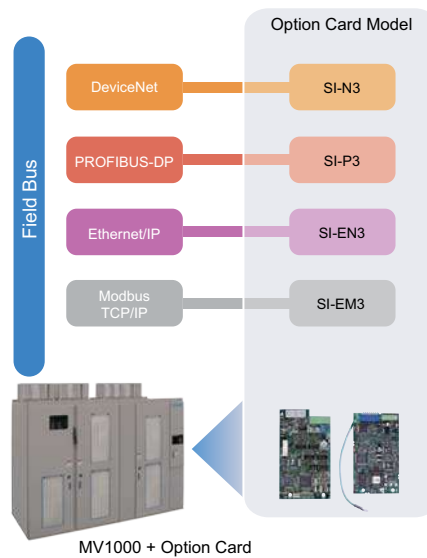 Option Card Model
Field Bus
DeviceNet
SI-N3
PROFIBUS-DP
SI-P3
Ethernet/IP
SI-EN3
Modbus
TCP/IP
SI-EM3
MV1000 + Option Card